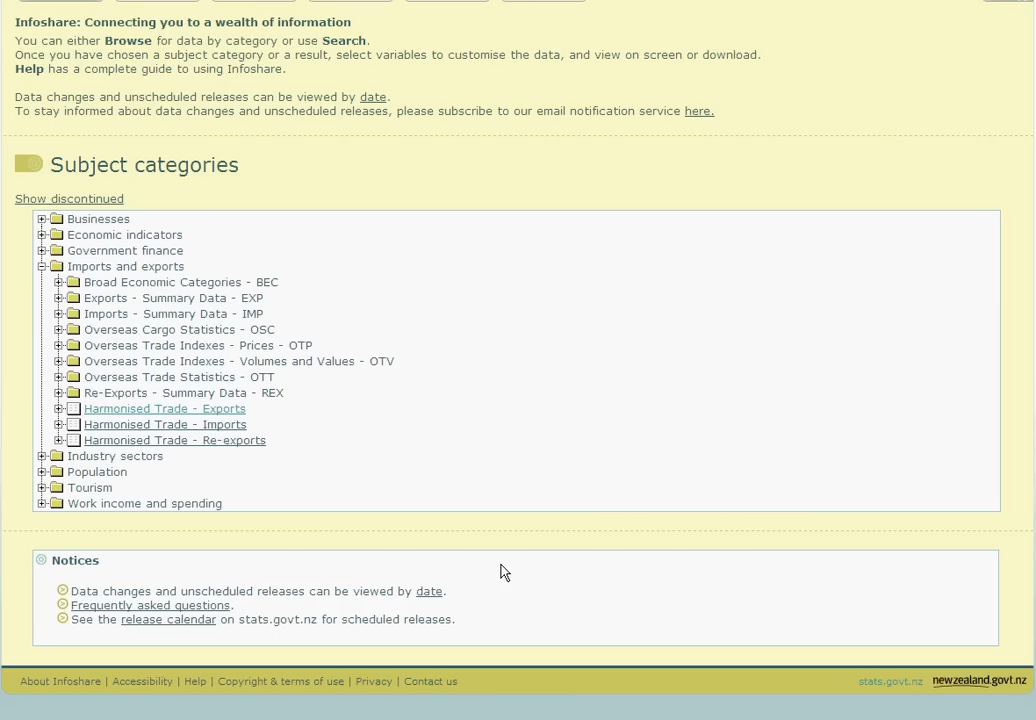 Infoshare: Connecting you to a wealth of information
You can either Browse for data by category or use Search.
Once you have chosen a subject category or a result, select variables to customise the data, and view on screen or download.
Help has a complete guide to using Infoshare.
Data changes and unscheduled releases can be viewed by date.
To stay informed about data changes and unscheduled releases, please subscribe to our email notification service here.
Subject categories
Show discontinued
Businesses
Economic indicators
Government finance
Imports and exports
Broad Economic Categories - BEC
Exports - Summary Data - EXP
Imports - Summary Data - IMP
Overseas Cargo Statistics - OSC
Overseas Trade Indexes - Prices - OTP
Overseas Trade Indexes - Volumes and Values - OTV
Overseas Trade Statistics - OTT
Re-Exports - Summary Data - REX
Harmonised Trade - Exports
Harmonised Trade - Imports
Harmonised Trade - Re-exports
Industry sectors
Population
Tourism
Work income and spending
Notices
Data changes and unscheduled releases can be viewed by date.
Frequently asked questions.
See the release calendar on stats.govt.nz for scheduled releases.
About Infoshare | Accessibility | Help | Copyright & terms of use | Privacy | Contact us stats.govt.nz newzealand.govt.nz